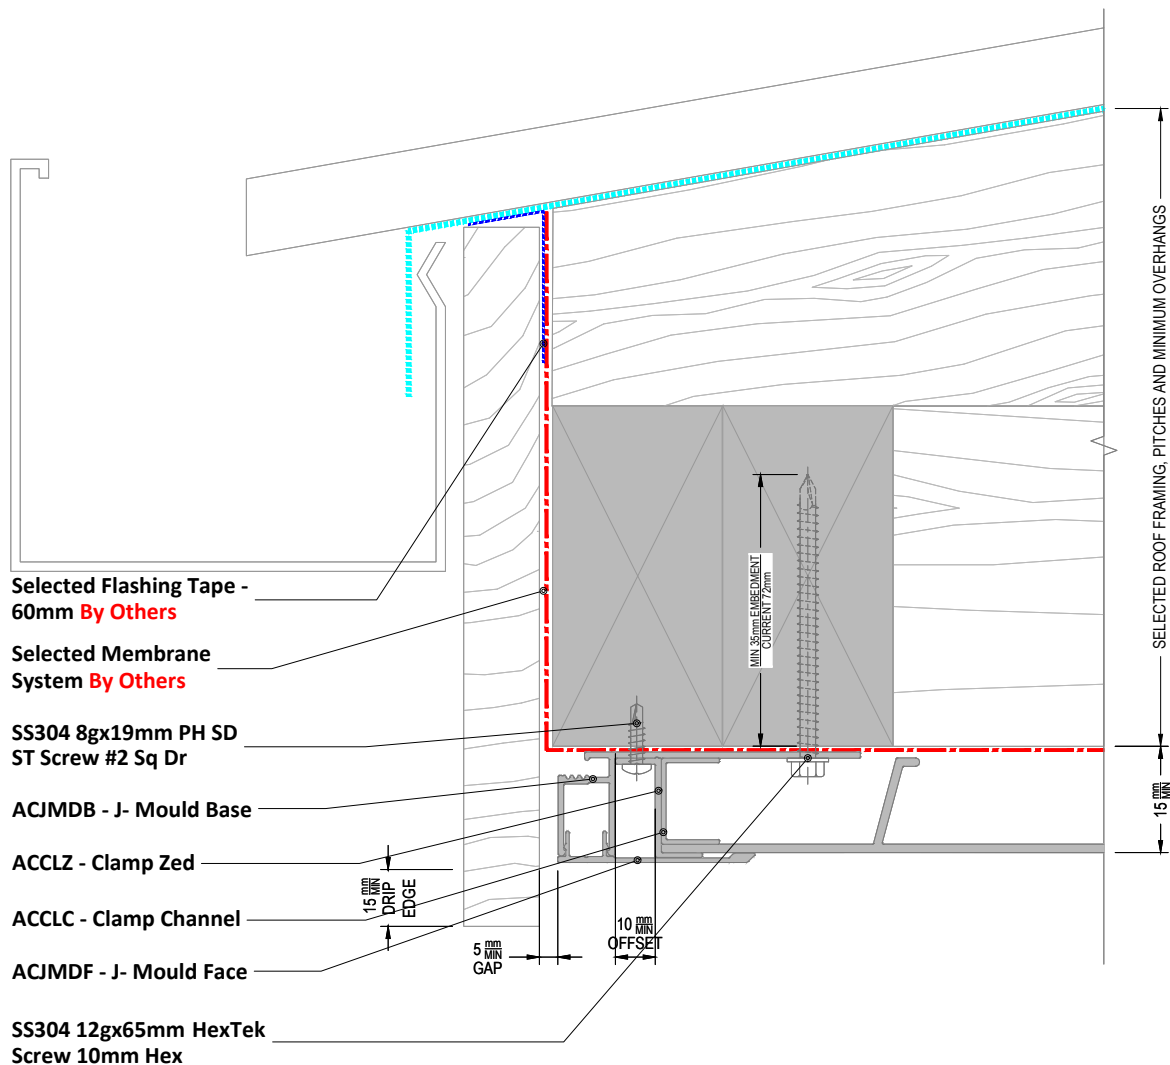 Selected Flashing Tape -
60mm By Others
Selected Membrane
System By Others
SS304 8gx19mm PH SD
ST Screw #2 Sq Dr
ACJMDB - J- Mould Base
ACCLZ - Clamp Zed
ACCLC - Clamp Channel
ACJMDF - J- Mould Face
SS304 12gx65mm HexTek
Screw 10mm Hex
15 mm MIN
DRIP
EDGE
5 mm MIN
GAP
10 mm MIN
OFFSET
MIN 35mm EMBEDMENT
CURRENT 72mm
SELECTED ROOF FRAMING, PITCHES AND MINIMUM OVERHANGS
15 mm MIN